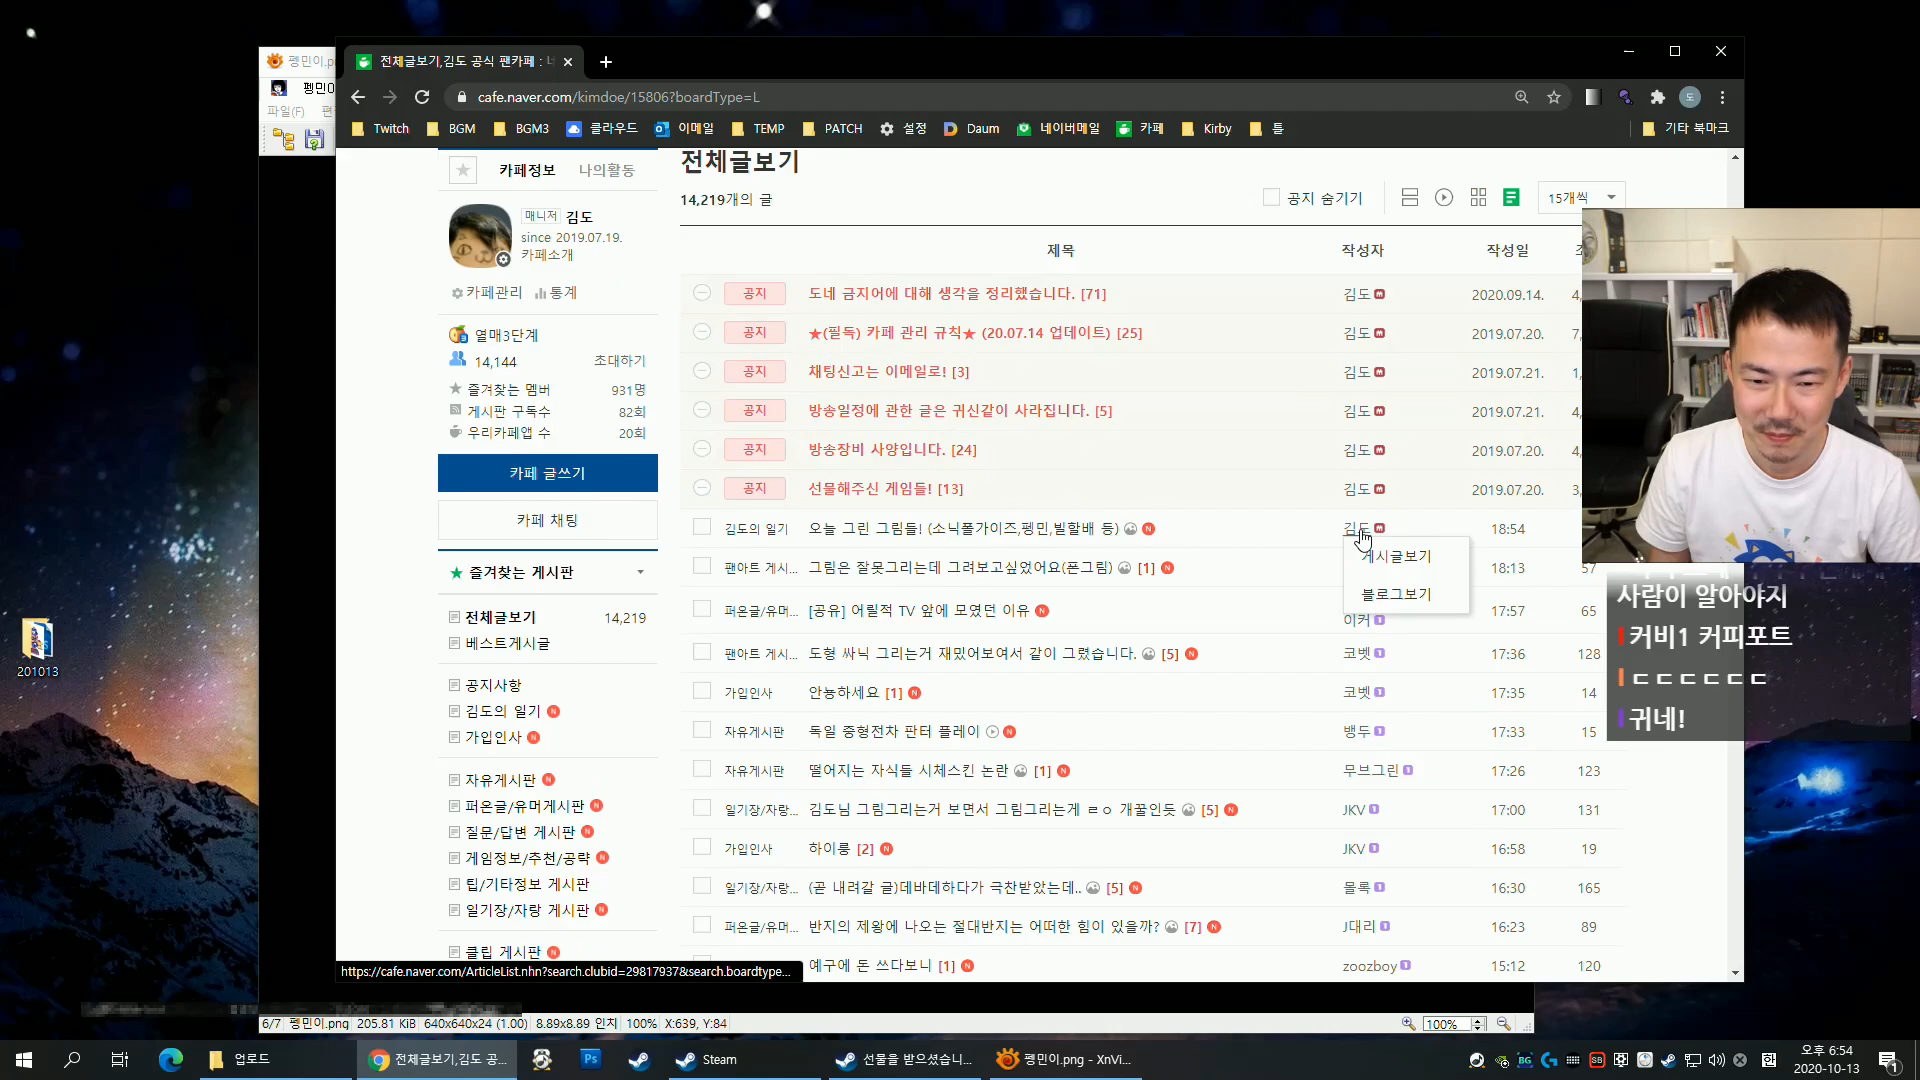 펭민이.p
펭민이
파일(F) 편
전체글보기,김도 공식 팬카페 : 네
cafe.naver.com/kimdoe/15806?boardType=L
Twitch BGM BGM3 클라우드 이메일 TEMP PATCH 설정 Daum 네이버메일 카페 Kirby 틀 기타 북마크
카페정보 나의활동
매니저 김도
since 2019.07.19.
카페소개
카페관리 통계
열매3단계
14,144 초대하기
즐겨찾는 멤버 931명
게시판 구독수 82회
우리카페앱 수 20회
카페 글쓰기
카페 채팅
즐겨찾는 게시판
전체글보기 14,219
베스트게시글
공지사항
김도의 일기 N
가입인사 N
자유게시판 N
퍼온글/유머게시판 N
질문/답변 게시판 N
게임정보/추천/공략 N
팁/기타정보 게시판
일기장/자랑 게시판 N
클립 게시판 N
전체글보기
14,219개의 글
공지 숨기기 15개씩
제목 작성자 작성일 조
공지 도네 금지어에 대해 생각을 정리했습니다. [71] 김도 2020.09.14. 4,
공지 ★(필독) 카페 관리 규칙★ (20.07.14 업데이트) [25] 김도 2019.07.20. 7,
공지 채팅신고는 이메일로! [3] 김도 2019.07.21. 1,
공지 방송일정에 관한 글은 귀신같이 사라집니다. [5] 김도 2019.07.21. 4,
공지 방송장비 사양입니다. [24] 김도 2019.07.20. 4,
공지 선물해주신 게임들! [13] 김도 2019.07.20. 3,
김도의 일기 오늘 그린 그림들! (소닉폴가이즈,펭민,빌할배 등) N 김도 18:54
게시글보기
블로그보기
팬아트 게시... 그림은 잘못그리는데 그려보고싶었어요(폰그림) [1] N 18:13 57
퍼온글/유머... [공유] 어릴적 TV 앞에 모였던 이유 N 이커 17:57 65
팬아트 게시... 도형 싸닉 그리는거 재밌어보여서 같이 그렸습니다. [5] N 코벳 17:36 128
가입인사 안농하세요 [1] N 코벳 17:35 14
자유게시판 독일 중형전차 판터 플레이 N 뱅두 17:33 15
자유게시판 떨어지는 자식들 시체스킨 논란 [1] N 무브그린 17:26 123
일기장/자랑... 김도님 그림그리는거 보면서 그림그리는게 ㄹㅇ 개꿀인듯 [5] N JKV 17:00 131
가입인사 하이룽 [2] N JKV 16:58 19
일기장/자랑... (곧 내려갈 글)데바데하다가 극찬받았는데.. [5] N 몰록 16:30 165
퍼온글/유머... 반지의 제왕에 나오는 절대반지는 어떠한 힘이 있을까? [7] N J대리 16:23 89
예구에 돈 쓰다보니 [1] N zoozboy 15:12 120
https://cafe.naver.com/ArticleList.nhn?search.clubid=29817937&search.boardtype...
사람이 알아야지
커비1 커피포트
ㄷㄷㄷㄷㄷㄷ
귀네!
201013
6/7 펭민이.png 205.81 KiB 640x640x24 (1.00) 8.89x8.89 인치 100% X:639, Y:84
100%
업로드 전체글보기,김도 공... Ps Steam 선물을 받으셨습니... 펭민이.png - XnVi...
BG SB 한
오후 6:54
2020-10-13
1